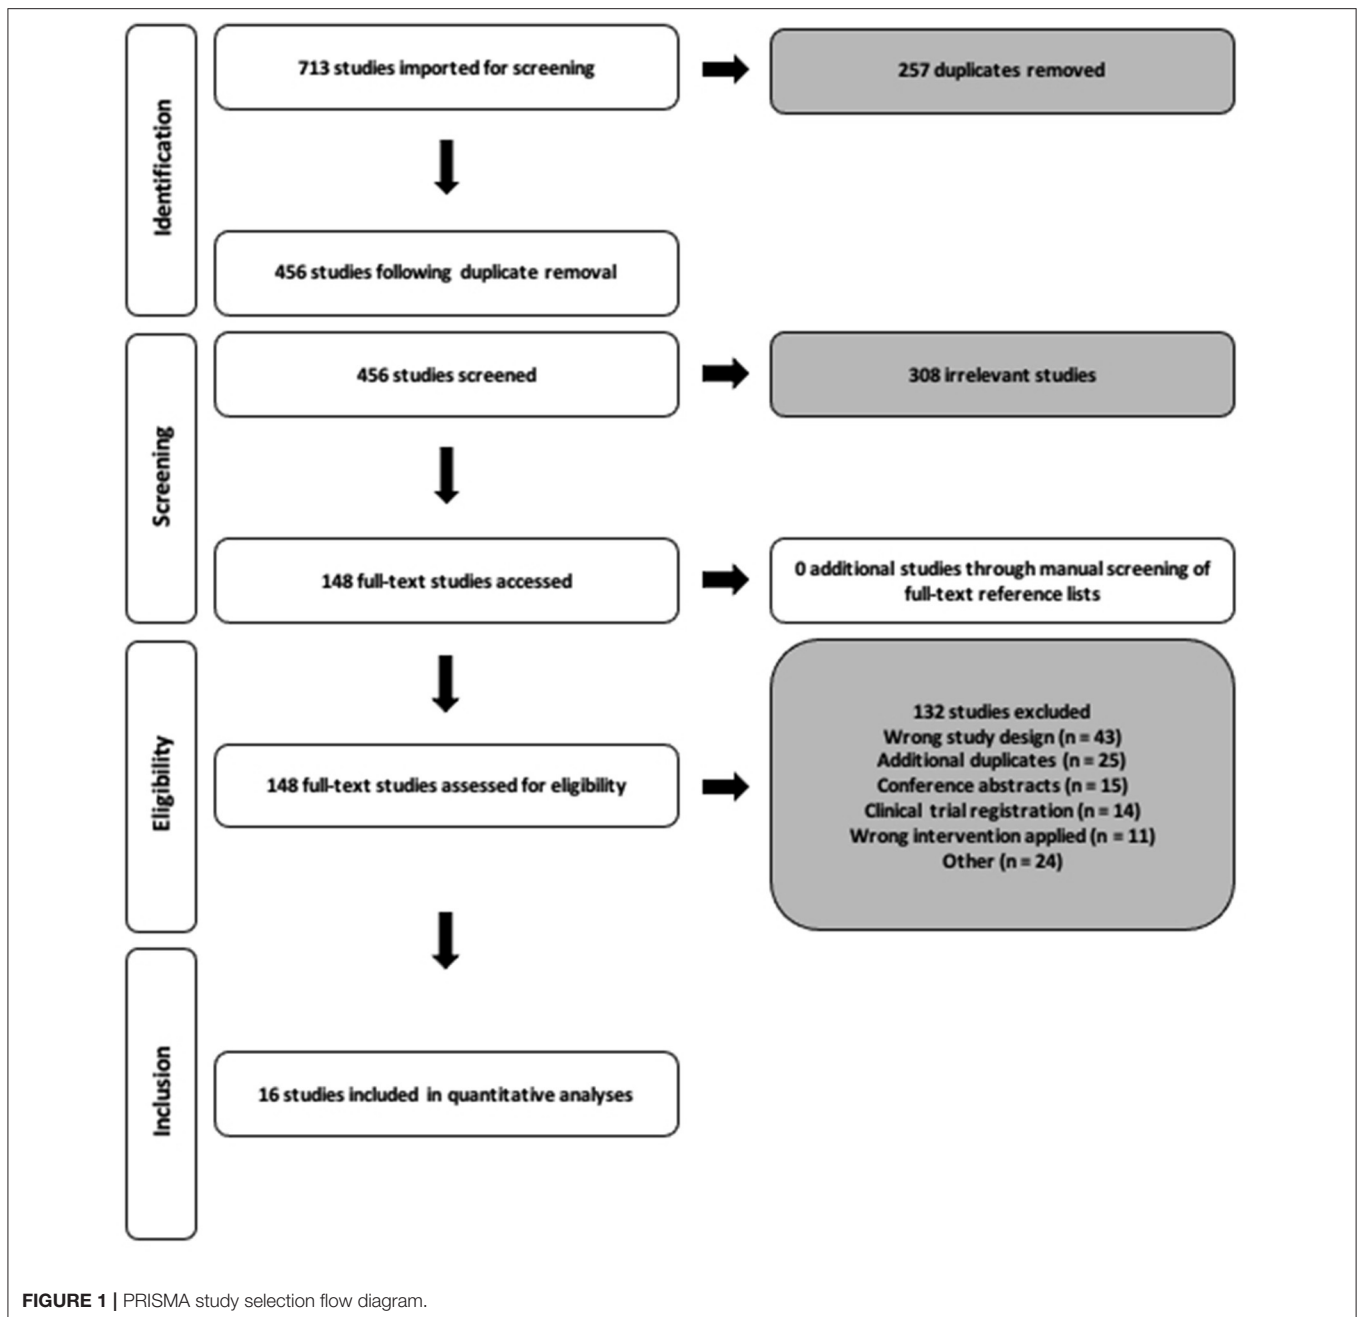 Identification
713 studies imported for screening
257 duplicates removed
456 studies following duplicate removal
Screening
456 studies screened
308 irrelevant studies
148 full-text studies accessed
0 additional studies through manual screening of
full-text reference lists
Eligibility
148 full-text studies assessed for eligibility
132 studies excluded
Wrong study design (n = 43)
Additional duplicates (n = 25)
Conference abstracts (n = 15)
Clinical trial registration (n = 14)
Wrong intervention applied (n = 11)
Other (n = 24)
Inclusion
16 studies included in quantitative analyses
FIGURE 1 | PRISMA study selection flow diagram.